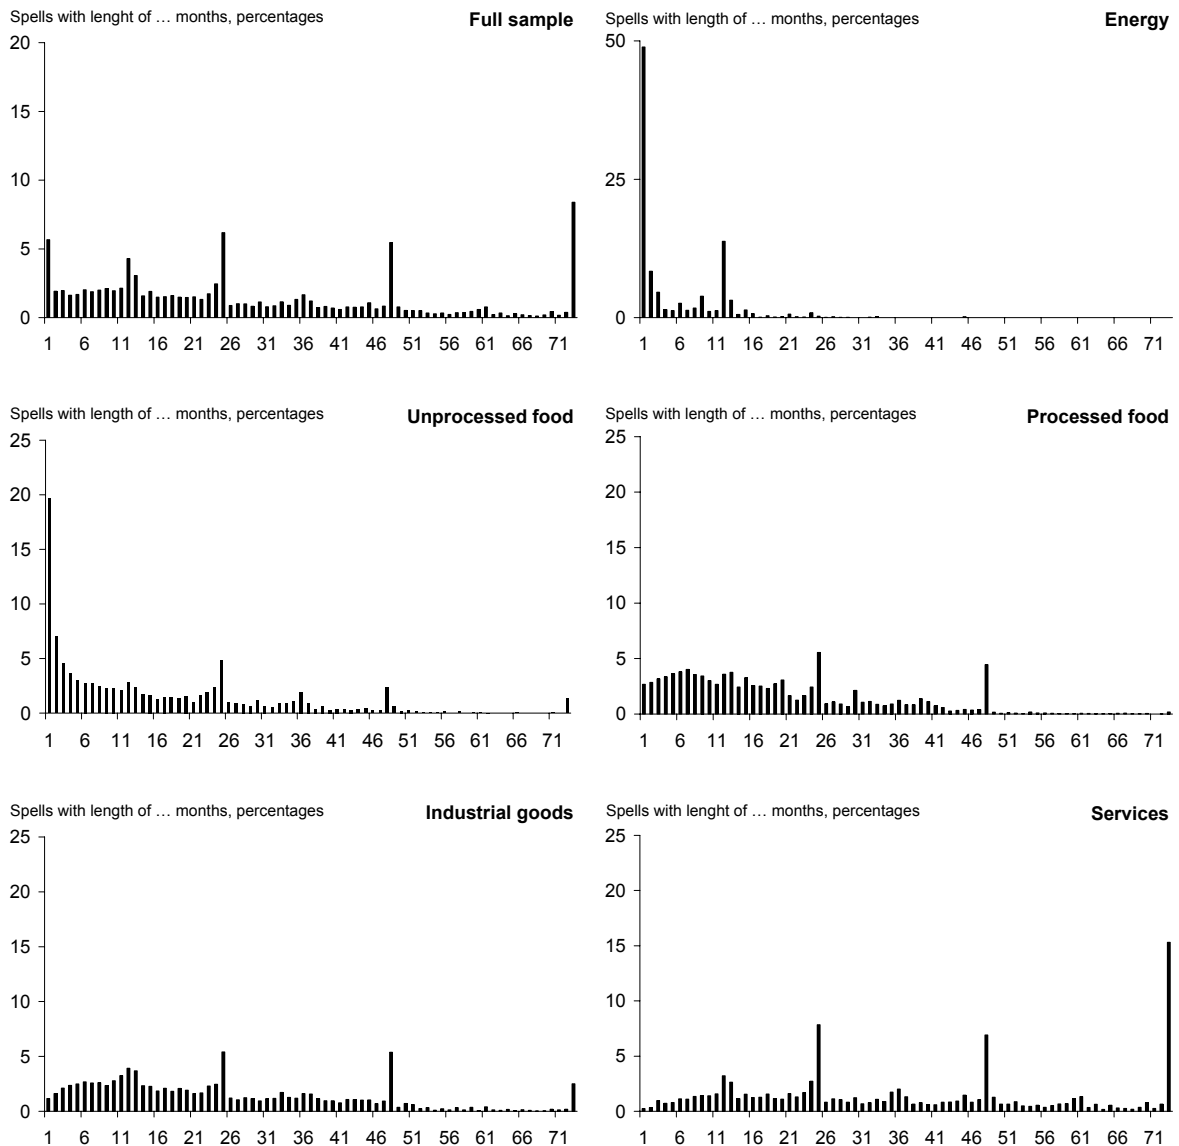 Spells with lenght of … months, percentages Full sample
20
15
10
5
0
1 6 11 16 21 26 31 36 41 46 51 56 61 66 71
Spells with lenght of … months, percentages Energy
50
25
0
1 6 11 16 21 26 31 36 41 46 51 56 61 66 71
Spells with length of … months, percentages Unprocessed food
25
20
15
10
5
0
1 6 11 16 21 26 31 36 41 46 51 56 61 66 71
Spells with length of … months, percentages Processed food
25
20
15
10
5
0
1 6 11 16 21 26 31 36 41 46 51 56 61 66 71
Spells with length of … months, percentages Industrial goods
25
20
15
10
5
0
1 6 11 16 21 26 31 36 41 46 51 56 61 66 71
Spells with lenght of … months, percentages Services
25
20
15
10
5
0
1 6 11 16 21 26 31 36 41 46 51 56 61 66 71